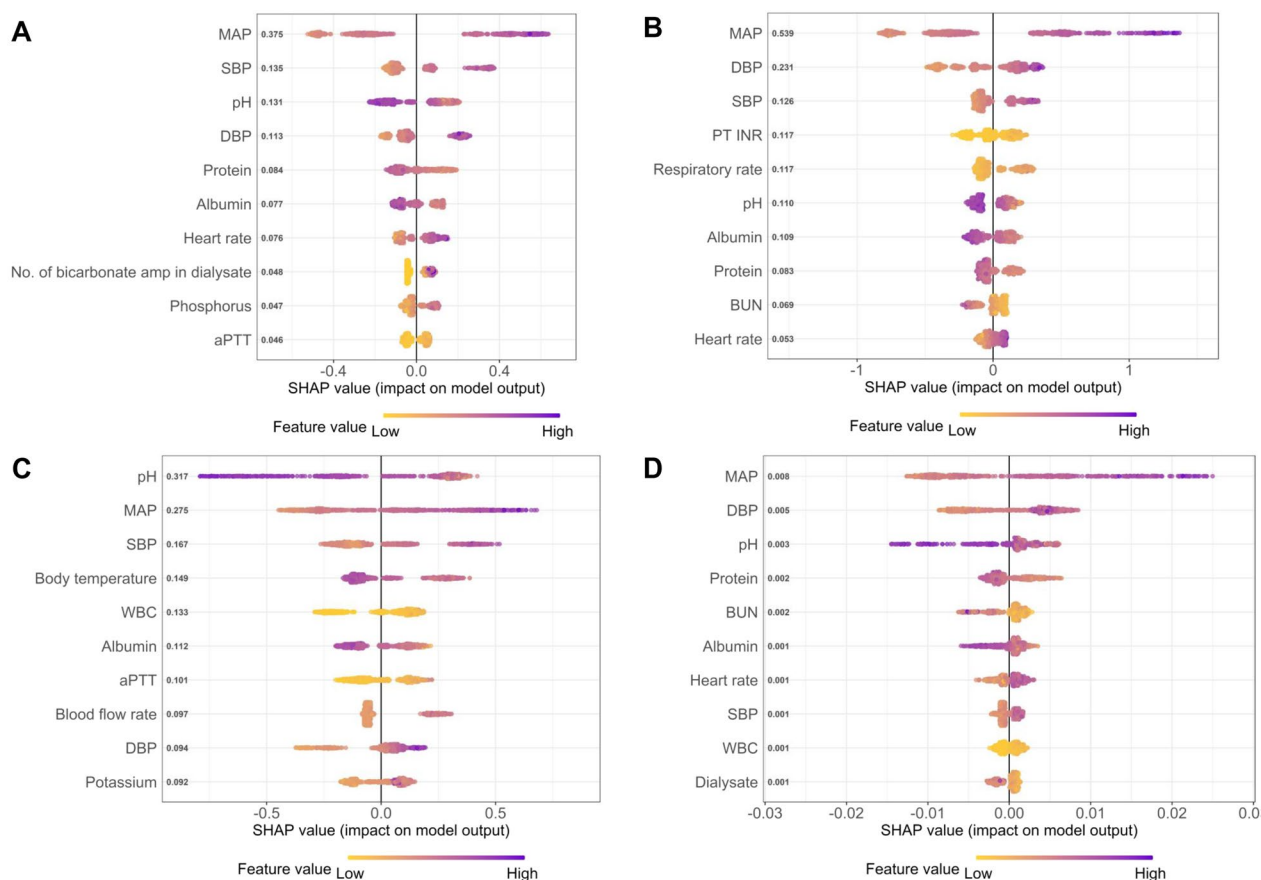 A
MAP 0.375
SBP 0.135
pH 0.131
DBP 0.113
Protein 0.084
Albumin 0.077
Heart rate 0.076
No. of bicarbonate amp in dialysate 0.048
Phosphorus 0.047
aPTT 0.046
-0.4 0.0 0.4
SHAP value (impact on model output)
Feature value Low High
B
MAP 0.539
DBP 0.231
SBP 0.126
PT INR 0.117
Respiratory rate 0.117
pH 0.110
Albumin 0.109
Protein 0.083
BUN 0.069
Heart rate 0.053
-1 0 1
SHAP value (impact on model output)
Feature value Low High
C
pH 0.317
MAP 0.275
SBP 0.167
Body temperature 0.149
WBC 0.133
Albumin 0.112
aPTT 0.101
Blood flow rate 0.097
DBP 0.094
Potassium 0.092
-0.5 0.0 0.5
SHAP value (impact on model output)
Feature value Low High
D
MAP 0.008
DBP 0.005
pH 0.003
Protein 0.002
BUN 0.002
Albumin 0.001
Heart rate 0.001
SBP 0.001
WBC 0.001
Dialysate 0.001
-0.03 -0.02 -0.01 0.00 0.01 0.02 0.0
SHAP value (impact on model output)
Feature value Low High